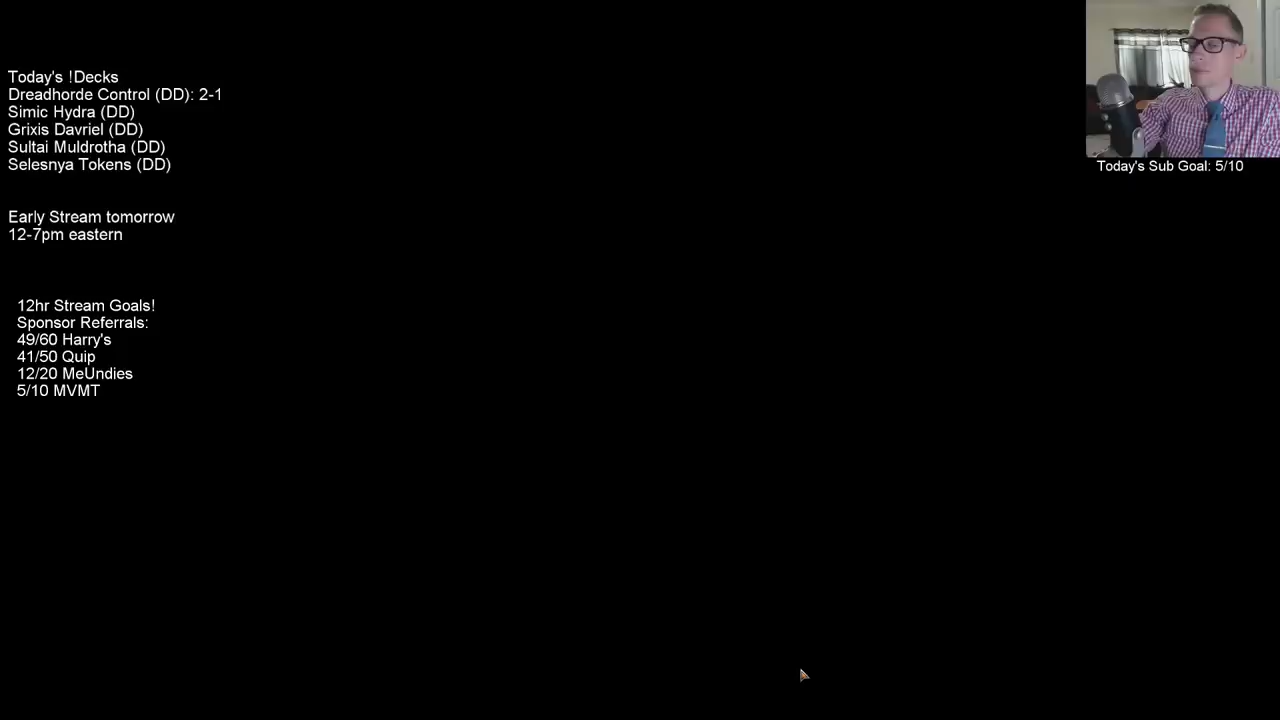 Today's !Decks
Dreadhorde Control (DD): 2-1
Simic Hydra (DD)
Grixis Davriel (DD)
Sultai Muldrotha (DD)
Selesnya Tokens (DD)
Early Stream tomorrow
12-7pm eastern
12hr Stream Goals!
Sponsor Referrals:
49/60 Harry's
41/50 Quip
12/20 MeUndies
5/10 MVMT
Today's Sub Goal: 5/10